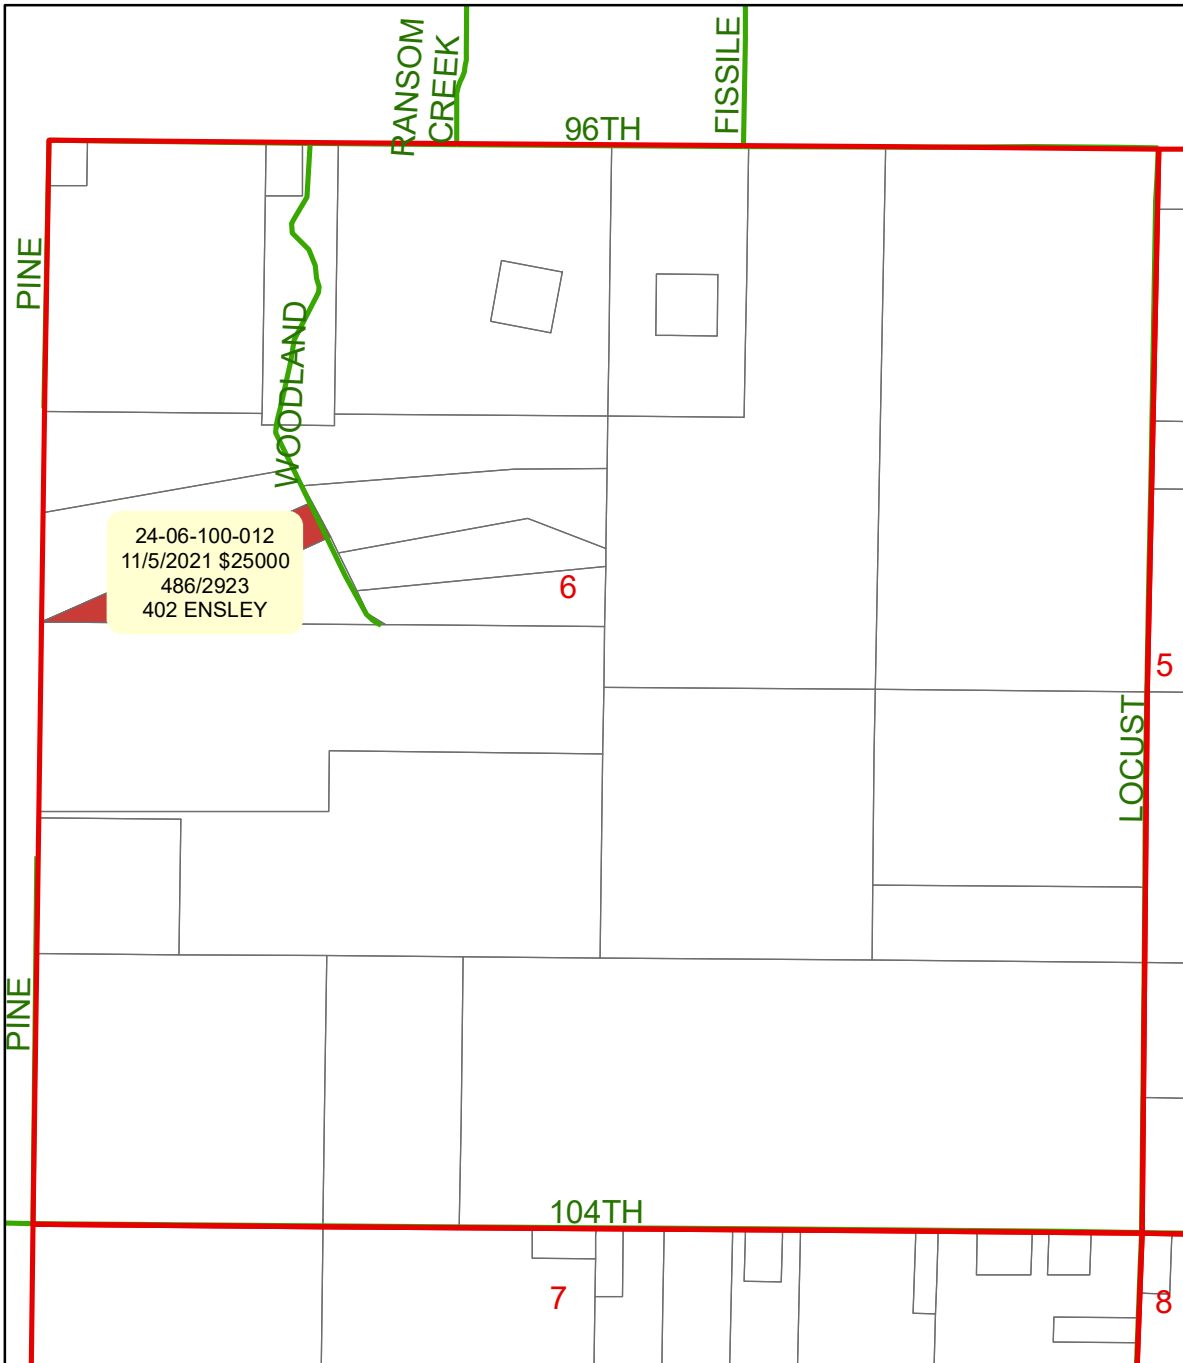 RANSOM
CREEK
FISSILE
96TH
PINE
WOODLAND
24-06-100-012
11/5/2021 $25000
486/2923
402 ENSLEY
6
5
LOCUST
PINE
104TH
7
8